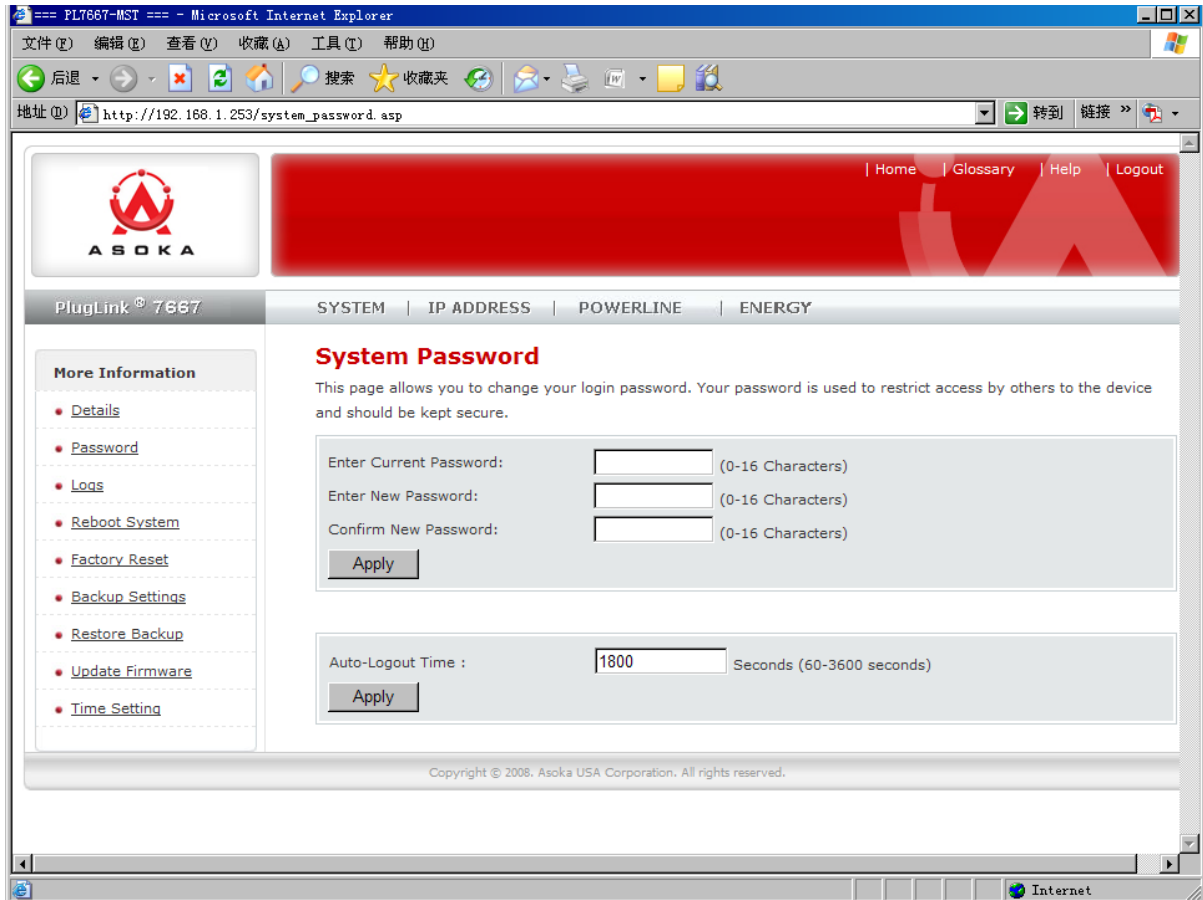 === PL7667-MST === - Microsoft Internet Explorer
文件(F) 编辑(E) 查看(V) 收藏(A) 工具(T) 帮助(H)
后退 搜索 收藏夹
地址(D) http://192.168.1.253/system_password.asp 转到 链接 »
| Home | Glossary | Help | Logout
ASOKA
PlugLink ® 7667 SYSTEM | IP ADDRESS | POWERLINE | ENERGY
More Information
Details
Password
Logs
Reboot System
Factory Reset
Backup Settings
Restore Backup
Update Firmware
Time Setting
System Password
This page allows you to change your login password. Your password is used to restrict access by others to the device
and should be kept secure.
Enter Current Password: (0-16 Characters)
Enter New Password: (0-16 Characters)
Confirm New Password: (0-16 Characters)
Apply
Auto-Logout Time : 1800 Seconds (60-3600 seconds)
Apply
Copyright © 2008. Asoka USA Corporation. All rights reserved.
Internet